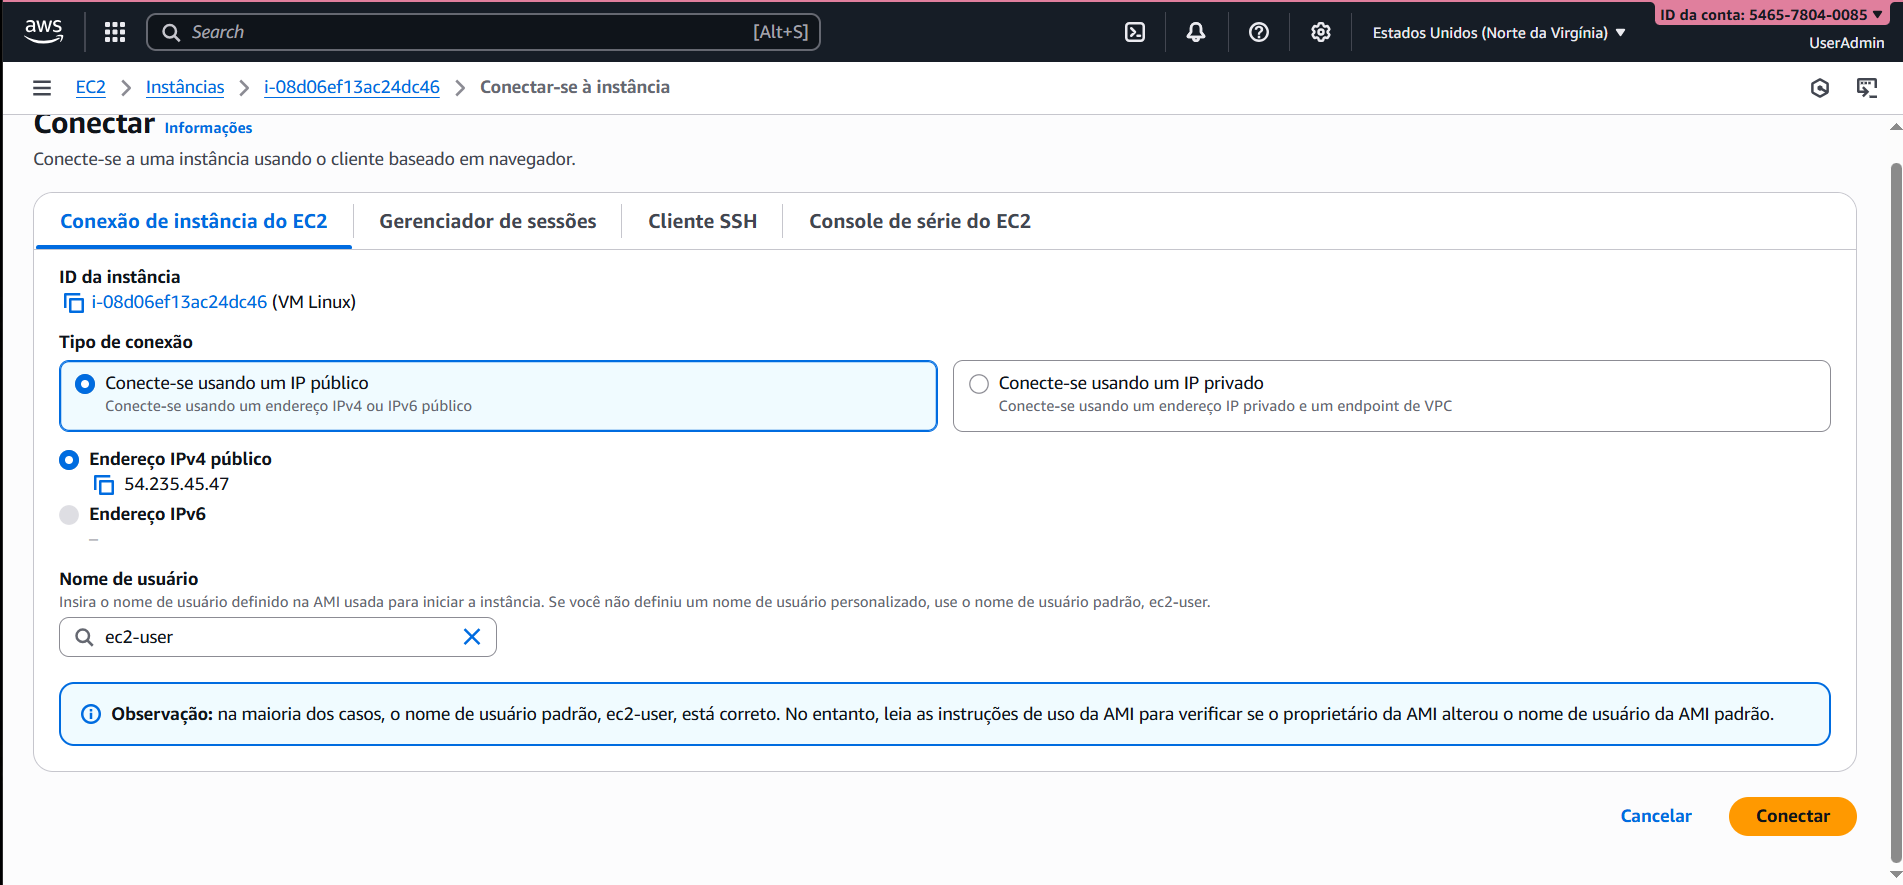 aws
Search
[Alt+S]
Estados Unidos (Norte da Virgínia) ▼
ID da conta: 5465-7804-0085 ▼
UserAdmin
EC2 > Instâncias > i-08d06ef13ac24dc46 > Conectar-se à instância
Conectar Informações
Conecte-se a uma instância usando o cliente baseado em navegador.
Conexão de instância do EC2
Gerenciador de sessões
Cliente SSH
Console de série do EC2
ID da instância
i-08d06ef13ac24dc46 (VM Linux)
Tipo de conexão
Conecte-se usando um IP público
Conecte-se usando um endereço IPv4 ou IPv6 público
Conecte-se usando um IP privado
Conecte-se usando um endereço IP privado e um endpoint de VPC
Endereço IPv4 público
54.235.45.47
Endereço IPv6
–
Nome de usuário
Insira o nome de usuário definido na AMI usada para iniciar a instância. Se você não definiu um nome de usuário personalizado, use o nome de usuário padrão, ec2-user.
ec2-user
Observação: na maioria dos casos, o nome de usuário padrão, ec2-user, está correto. No entanto, leia as instruções de uso da AMI para verificar se o proprietário da AMI alterou o nome de usuário da AMI padrão.
Cancelar
Conectar